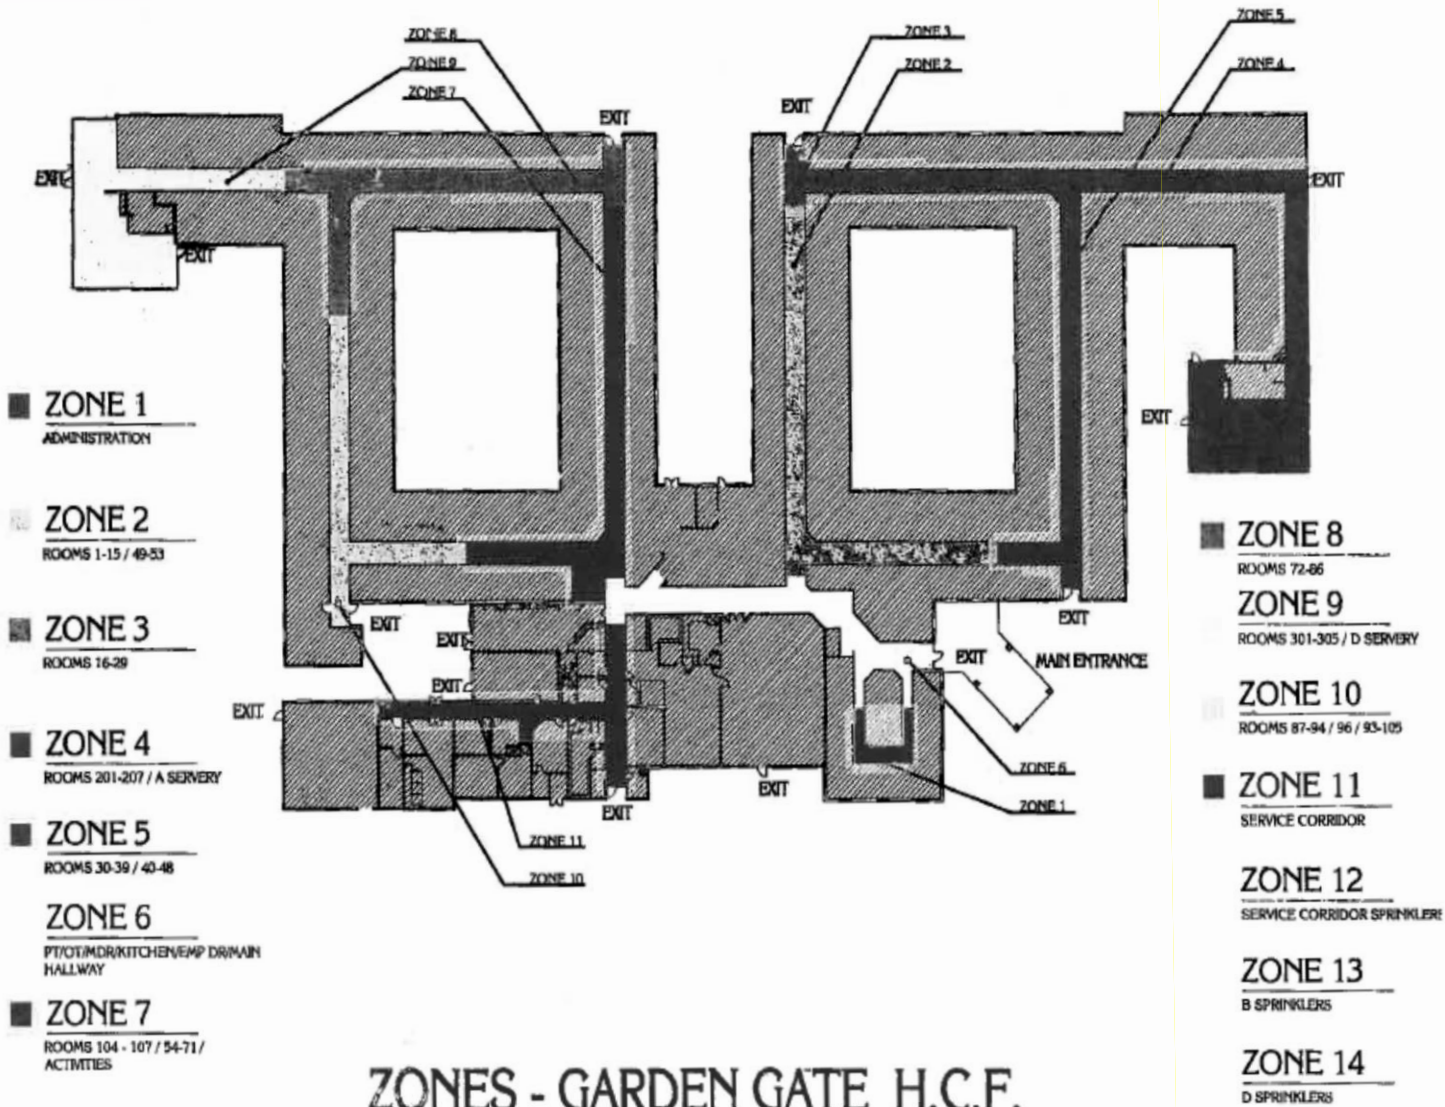 ZONE 8
ZONE 9
ZONE 7
EXIT
ZONE 3
ZONE 2
EXIT
ZONE 5
ZONE 4
EXIT
EXIT
EXIT
EXIT
ZONE 1
ADMINISTRATION
ZONE 2
ROOMS 1-15 / 49-53
ZONE 3
ROOMS 16-29
ZONE 4
ROOMS 201-207 / A SERVERY
ZONE 5
ROOMS 30-39 / 40-48
ZONE 6
PT/OT/MDR/KITCHEN/EMP DR/MAIN
HALLWAY
ZONE 7
ROOMS 104 - 107 / 54-71 /
ACTIVITIES
EXIT
EXIT
EXIT
EXIT
EXIT
EXIT
EXIT
EXIT
MAIN ENTRANCE
ZONE 6
ZONE 1
ZONE 11
ZONE 10
ZONE 8
ROOMS 72-86
ZONE 9
ROOMS 301-305 / D SERVERY
ZONE 10
ROOMS 87-94 / 96 / 93-105
ZONE 11
SERVICE CORRIDOR
ZONE 12
SERVICE CORRIDOR SPRINKLERS
ZONE 13
B SPRINKLERS
ZONE 14
D SPRINKLERS
ZONES - GARDEN GATE H.C.F.